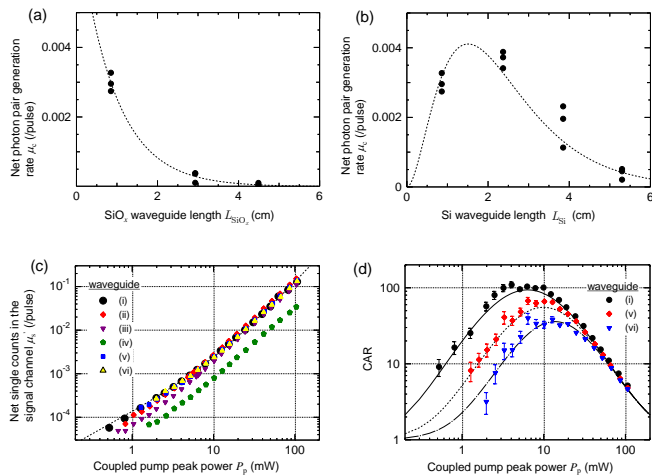 (a)
0.004
0.002
0
2
4
6
Net photon pair generation
rate μc (/pulse)
SiOx waveguide length LSiOx (cm)
(b)
0.004
0.002
0
0
2
4
6
Net photon pair generation
rate μc (/pulse)
Si waveguide length LSi (cm)
(c)
waveguide
(i)
(ii)
(iii)
(iv)
(v)
(vi)
10⁻¹
10⁻²
10⁻³
10⁻⁴
1
10
100
Net single counts in the
signal channel μs' (/pulse)
Coupled pump peak power Pp (mW)
(d)
waveguide
(i)
(v)
(vi)
100
10
1
1
10
100
CAR
Coupled pump peak power Pp (mW)